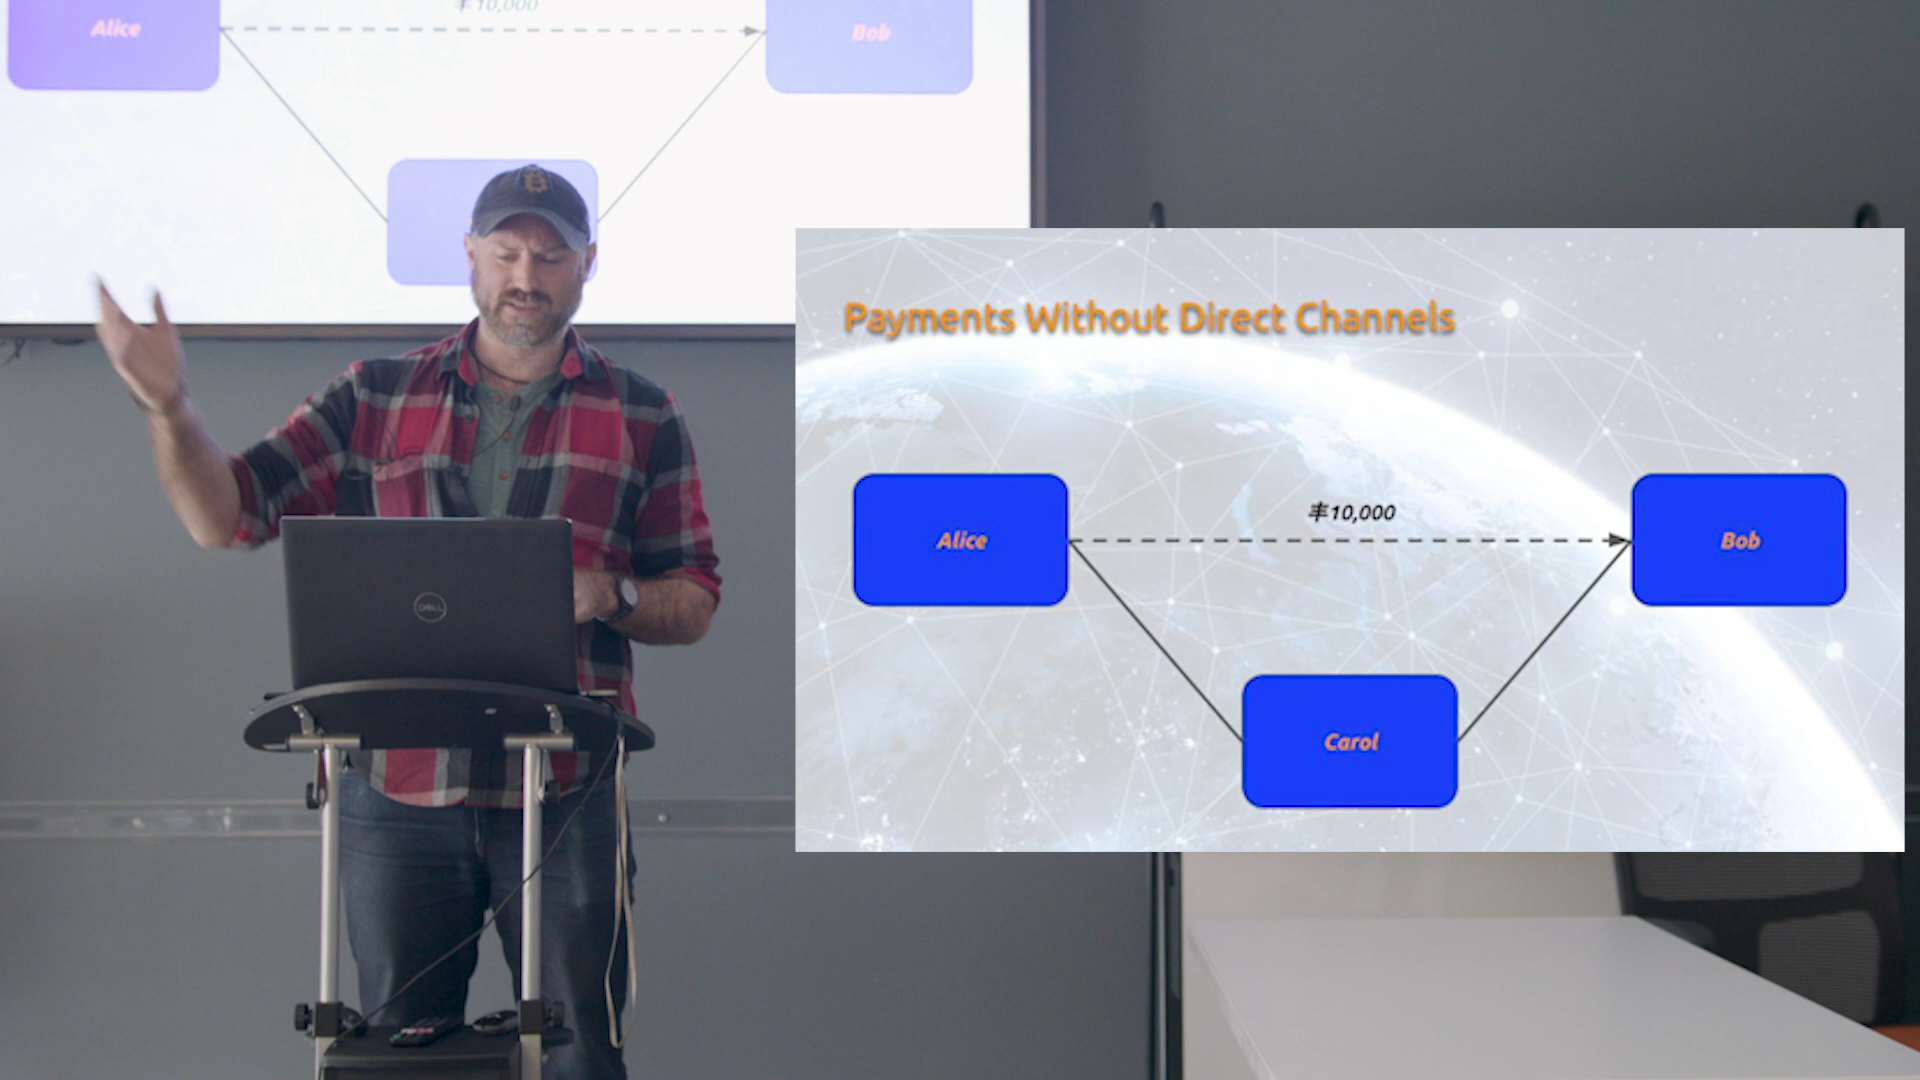 Alice
丰10,000
Bob
Payments Without Direct Channels
Alice
丰10,000
Bob
Carol
DELL